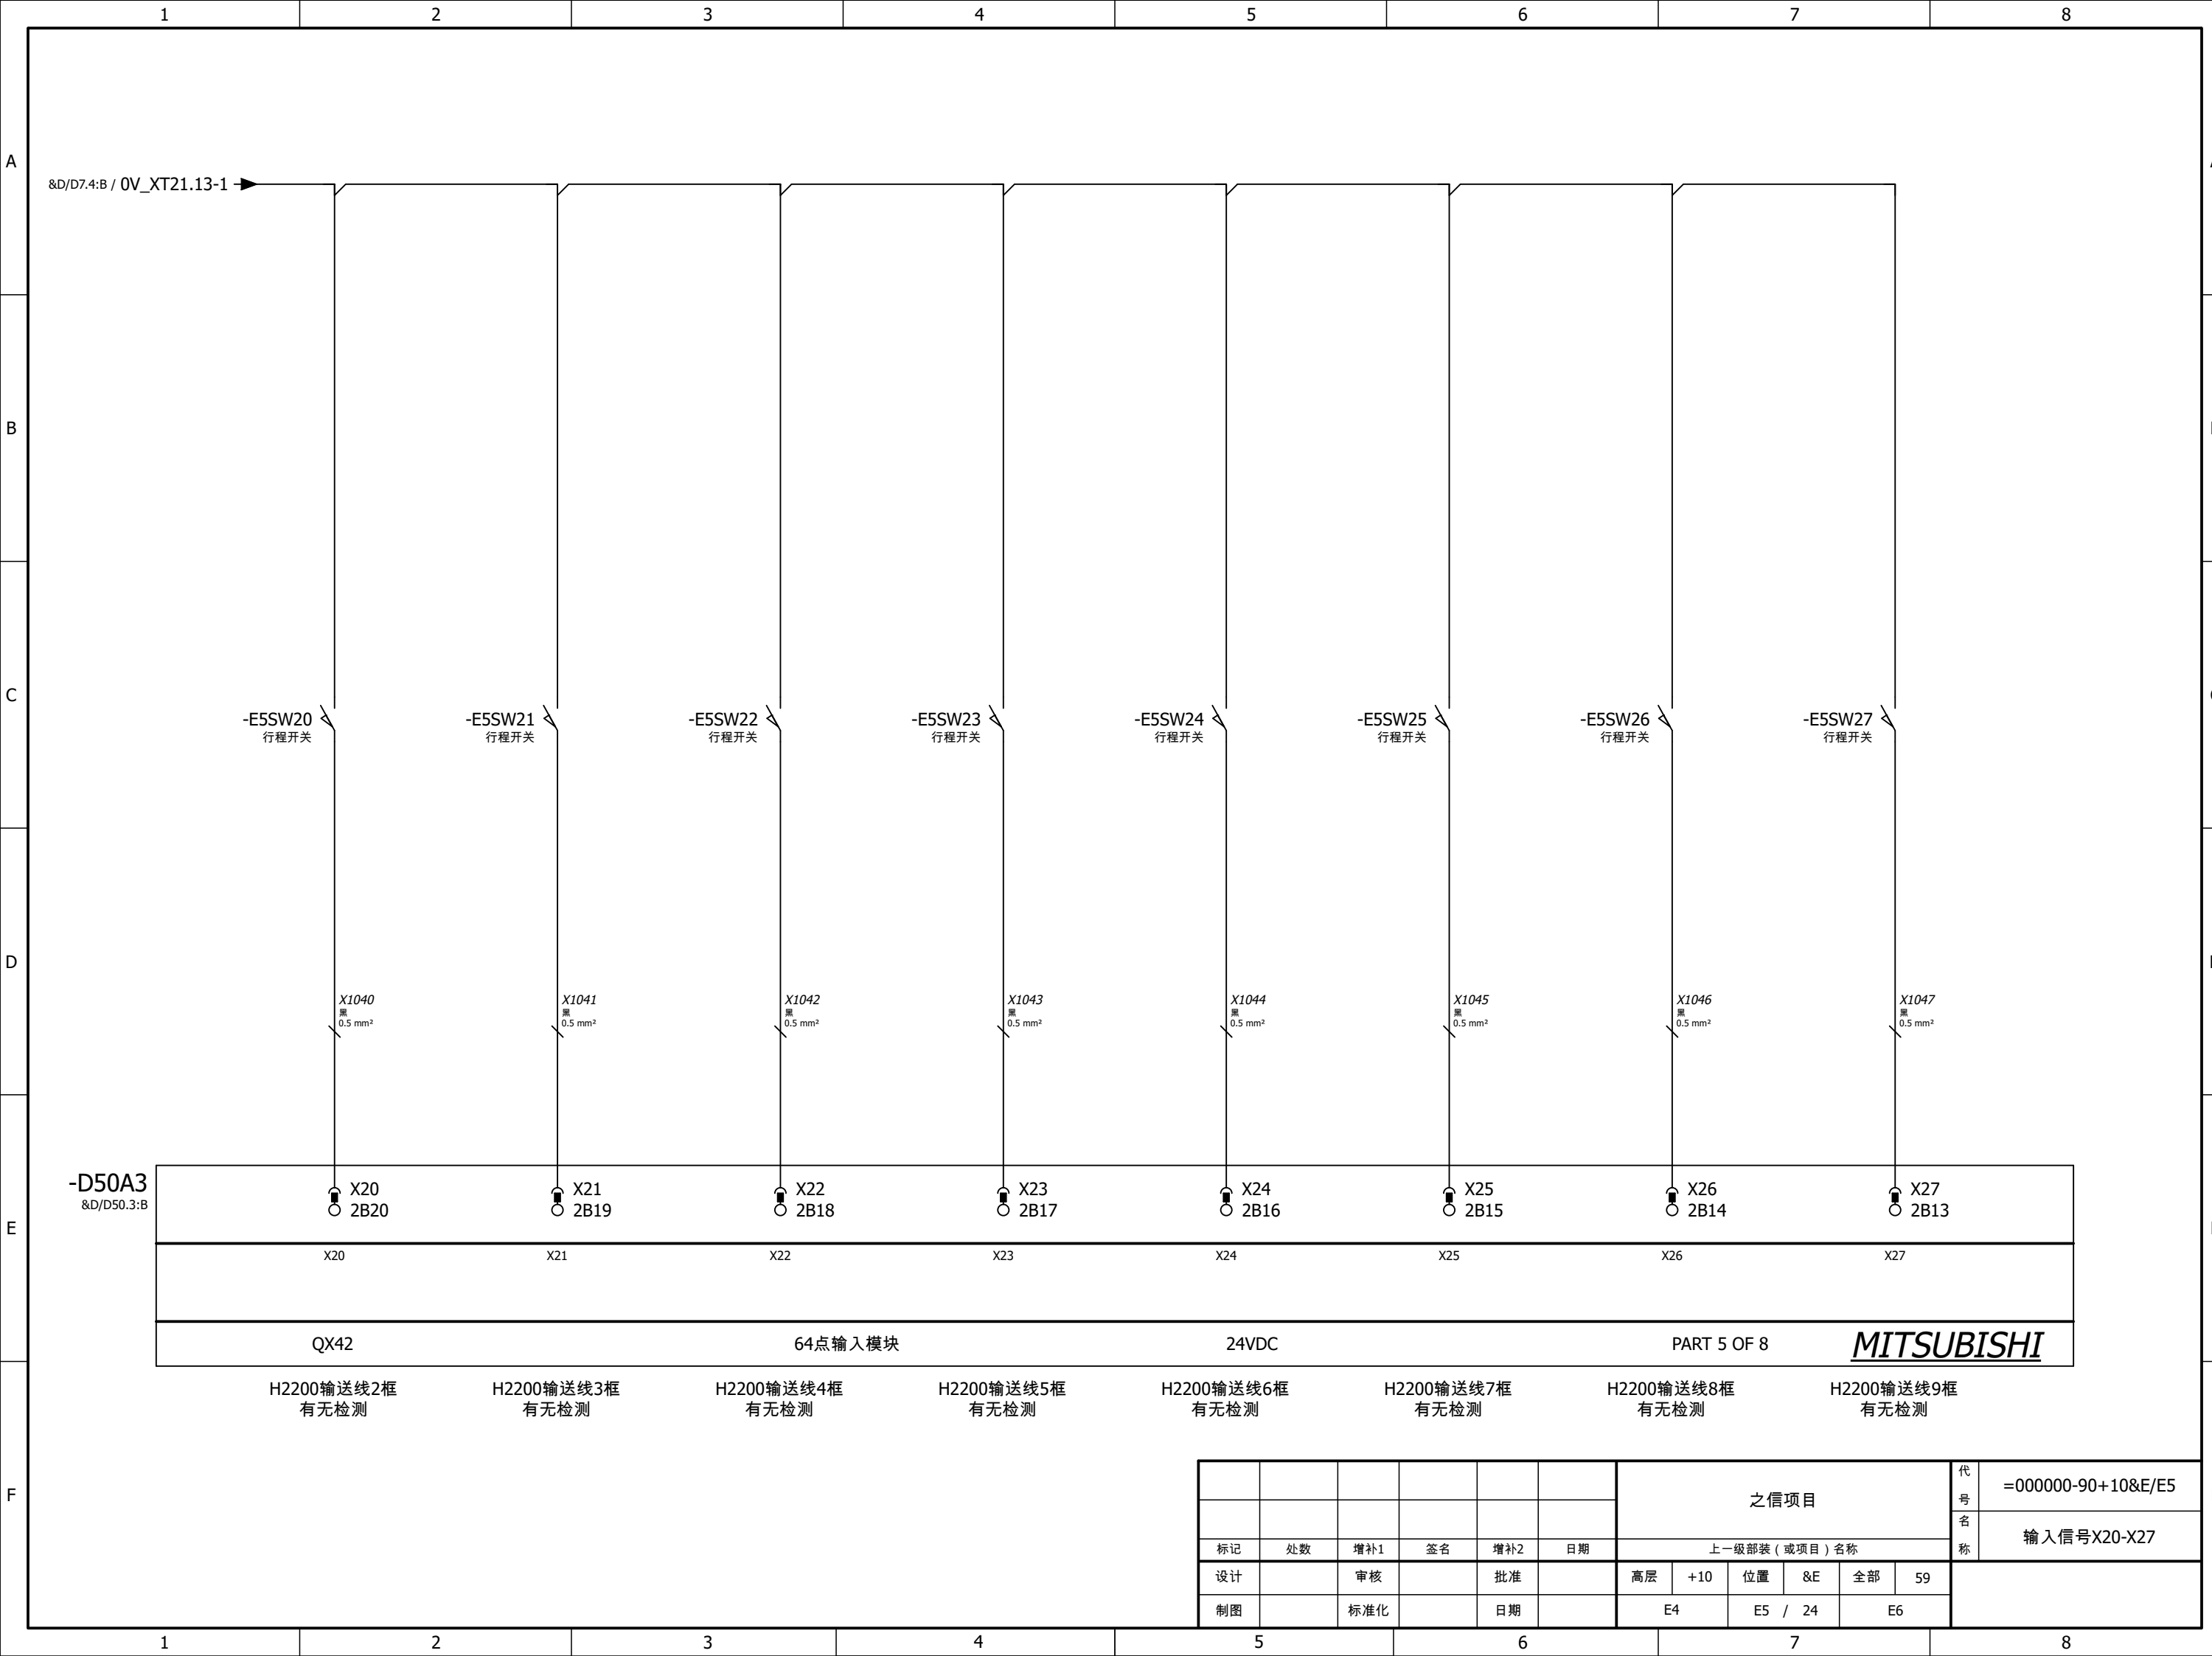 1 2 3 4 5 6 7 8
A
&D/D7.4:B / 0V_XT21.13-1
B
C
-E5SW20 -E5SW21 -E5SW22 -E5SW23 -E5SW24 -E5SW25 -E5SW26 -E5SW27
行程开关 行程开关 行程开关 行程开关 行程开关 行程开关 行程开关 行程开关
D
X1040 X1041 X1042 X1043 X1044 X1045 X1046 X1047
黑 黑 黑 黑 黑 黑 黑 黑
0.5 mm² 0.5 mm² 0.5 mm² 0.5 mm² 0.5 mm² 0.5 mm² 0.5 mm² 0.5 mm²
-D50A3 X20 X21 X22 X23 X24 X25 X26 X27
&D/D50.3:B 2B20 2B19 2B18 2B17 2B16 2B15 2B14 2B13
E
X20 X21 X22 X23 X24 X25 X26 X27
QX42 64点输入模块 24VDC PART 5 OF 8 MITSUBISHI
H2200输送线2框 H2200输送线3框 H2200输送线4框 H2200输送线5框 H2200输送线6框 H2200输送线7框 H2200输送线8框 H2200输送线9框
有无检测 有无检测 有无检测 有无检测 有无检测 有无检测 有无检测 有无检测
F
之信项目 代号 =000000-90+10&E/E5
名称 输入信号X20-X27
标记 处数 增补1 签名 增补2 日期 上一级部装（或项目）名称
设计 审核 批准 高层 +10 位置 &E 全部 59
制图 标准化 日期 E4 E5 / 24 E6
1 2 3 4 5 6 7 8